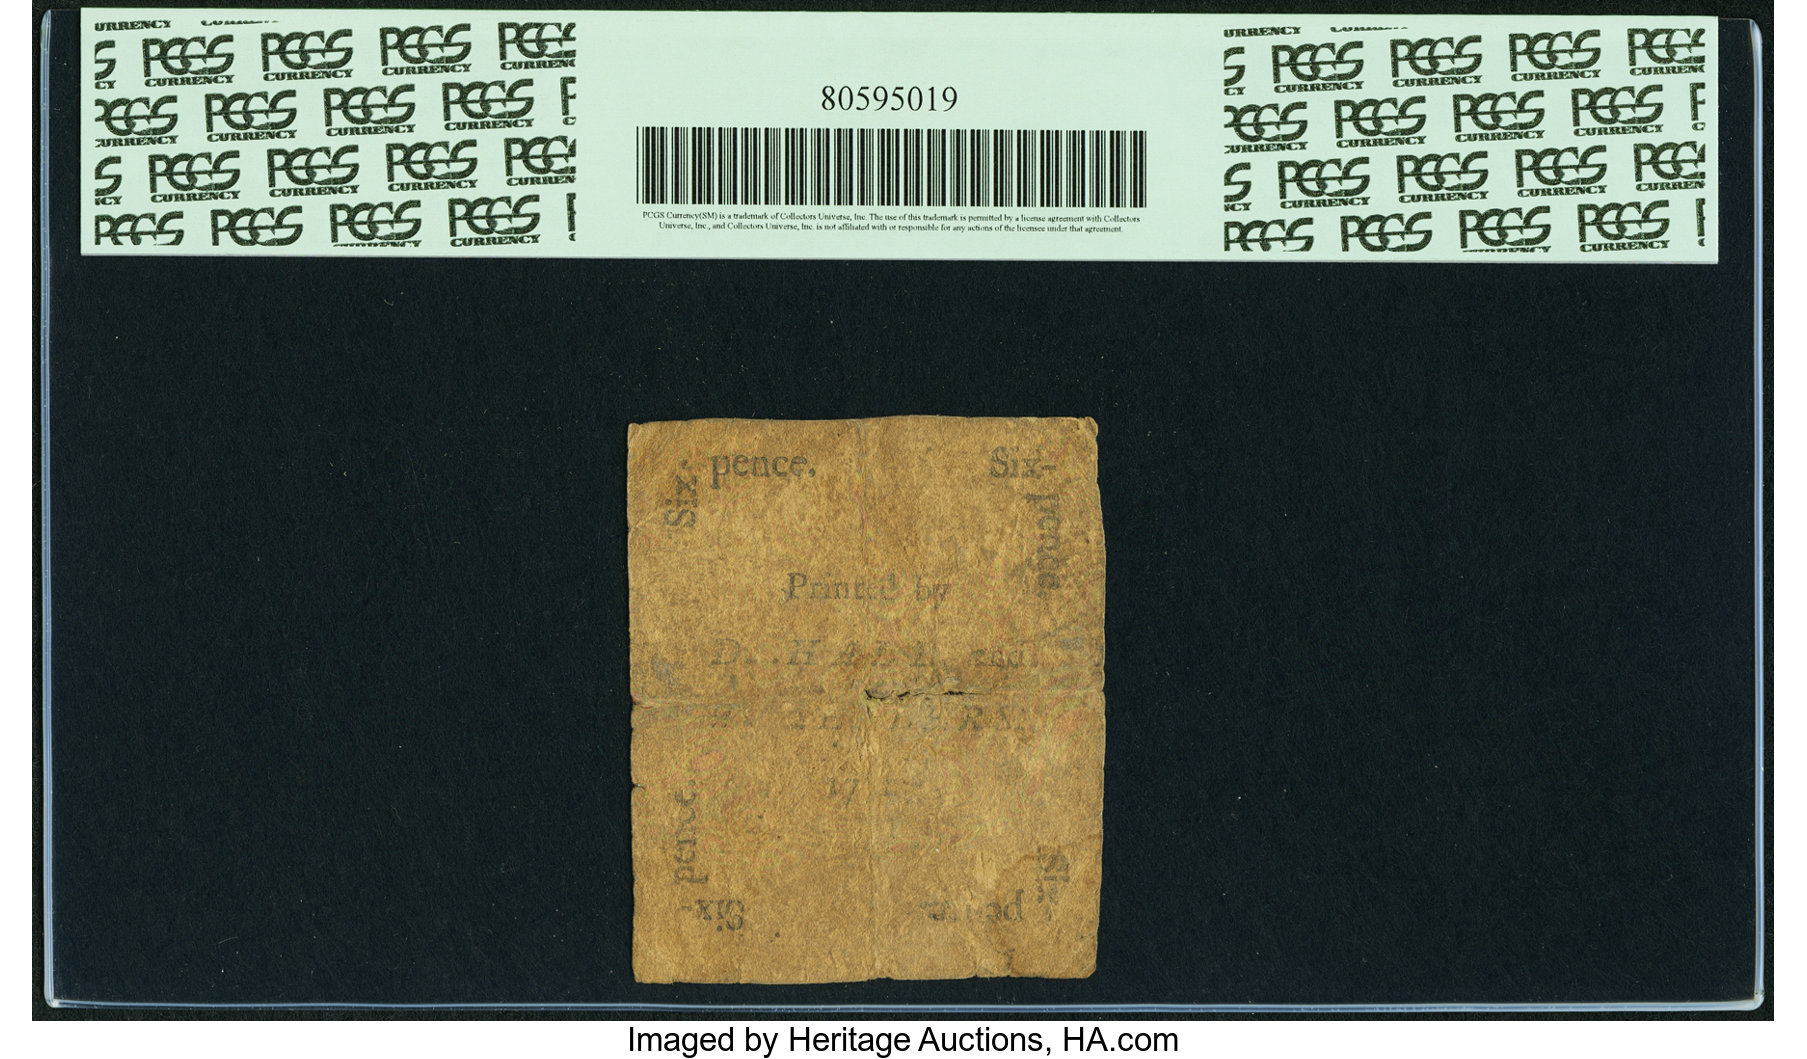 PCGS CURRENCY
80595019
PCGS Currency(SM) is a trademark of Collectors Universe, Inc. The use of this trademark is permitted by a license agreement with Collectors
Universe, Inc., and Collectors Universe, Inc. is not affiliated with or responsible for any actions of the licensee under that agreement.
Six- pence.
Six- pence.
Printed by
D. HALL, and
Six- pence.
Six- pence.
Imaged by Heritage Auctions, HA.com